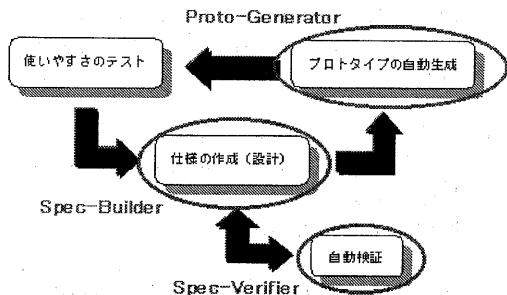 Proto-Generator
使いやすさのテスト
プロトタイプの自動生成
仕様の作成（設計）
Spec-Builder
自動検証
Spec-Verifier